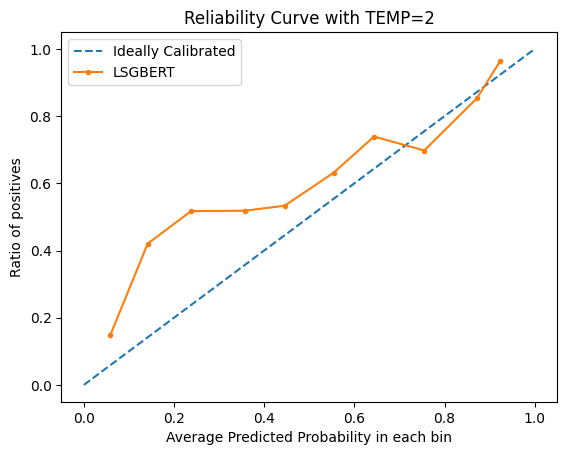 Reliability Curve with TEMP=2
Ideally Calibrated
LSGBERT
Ratio of positives
1.0
0.8
0.6
0.4
0.2
0.0
0.0 0.2 0.4 0.6 0.8 1.0
Average Predicted Probability in each bin